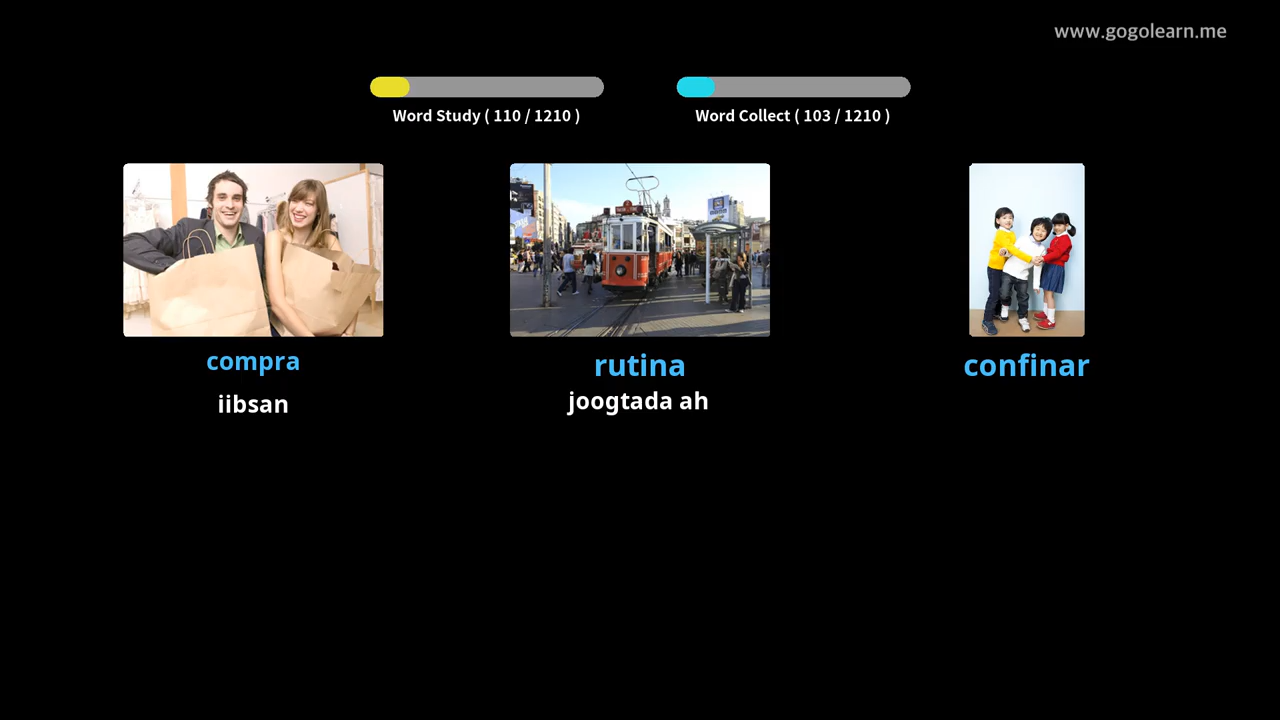 www.gogolearn.me
Word Study ( 110 / 1210 )
Word Collect ( 103 / 1210 )
compra
rutina
confinar
iibsan
joogtada ah